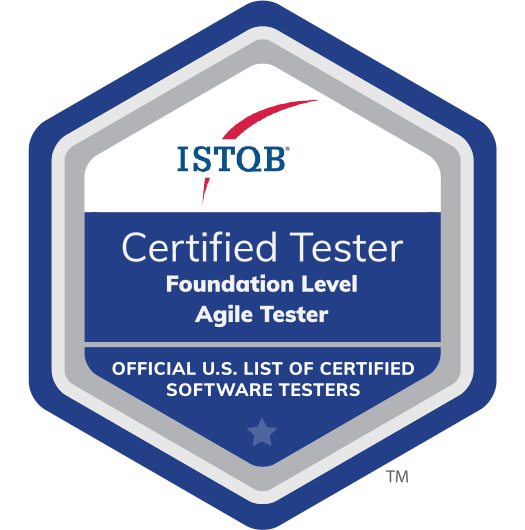 ISTQB®
Certified Tester
Foundation Level
Agile Tester
OFFICIAL U.S. LIST OF CERTIFIED
SOFTWARE TESTERS
TM